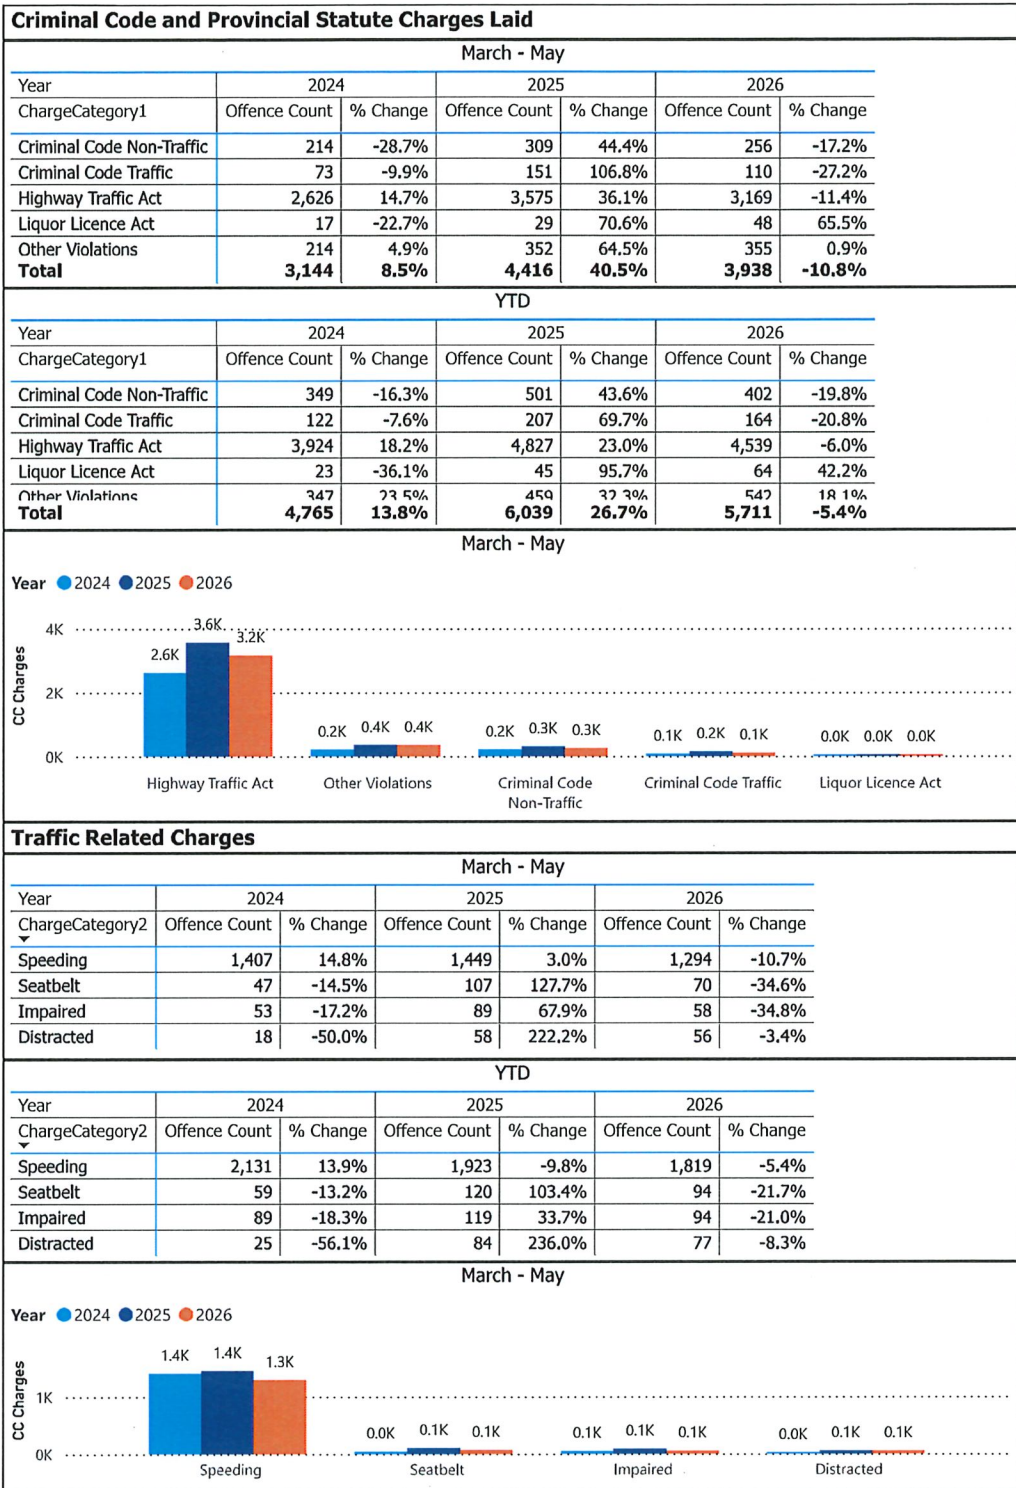 Criminal Code and Provincial Statute Charges Laid
March - May
Year 2024 2025 2026
ChargeCategory1 Offence Count % Change Offence Count % Change Offence Count % Change
Criminal Code Non-Traffic 214 -28.7% 309 44.4% 256 -17.2%
Criminal Code Traffic 73 -9.9% 151 106.8% 110 -27.2%
Highway Traffic Act 2,626 14.7% 3,575 36.1% 3,169 -11.4%
Liquor Licence Act 17 -22.7% 29 70.6% 48 65.5%
Other Violations 214 4.9% 352 64.5% 355 0.9%
Total 3,144 8.5% 4,416 40.5% 3,938 -10.8%
YTD
Year 2024 2025 2026
ChargeCategory1 Offence Count % Change Offence Count % Change Offence Count % Change
Criminal Code Non-Traffic 349 -16.3% 501 43.6% 402 -19.8%
Criminal Code Traffic 122 -7.6% 207 69.7% 164 -20.8%
Highway Traffic Act 3,924 18.2% 4,827 23.0% 4,539 -6.0%
Liquor Licence Act 23 -36.1% 45 95.7% 64 42.2%
Other Violations 347 23.5% 459 32.3% 542 18.1%
Total 4,765 13.8% 6,039 26.7% 5,711 -5.4%
March - May
Year 2024 2025 2026
CC Charges
4K
2K
0K
2.6K 3.6K 3.2K
0.2K 0.4K 0.4K
0.2K 0.3K 0.3K
0.1K 0.2K 0.1K
0.0K 0.0K 0.0K
Highway Traffic Act Other Violations Criminal Code Criminal Code Traffic Liquor Licence Act
Non-Traffic
Traffic Related Charges
March - May
Year 2024 2025 2026
ChargeCategory2 Offence Count % Change Offence Count % Change Offence Count % Change
Speeding 1,407 14.8% 1,449 3.0% 1,294 -10.7%
Seatbelt 47 -14.5% 107 127.7% 70 -34.6%
Impaired 53 -17.2% 89 67.9% 58 -34.8%
Distracted 18 -50.0% 58 222.2% 56 -3.4%
YTD
Year 2024 2025 2026
ChargeCategory2 Offence Count % Change Offence Count % Change Offence Count % Change
Speeding 2,131 13.9% 1,923 -9.8% 1,819 -5.4%
Seatbelt 59 -13.2% 120 103.4% 94 -21.7%
Impaired 89 -18.3% 119 33.7% 94 -21.0%
Distracted 25 -56.1% 84 236.0% 77 -8.3%
March - May
Year 2024 2025 2026
CC Charges
1K
0K
1.4K 1.4K 1.3K
0.0K 0.1K 0.1K
0.1K 0.1K 0.1K
0.0K 0.1K 0.1K
Speeding Seatbelt Impaired Distracted